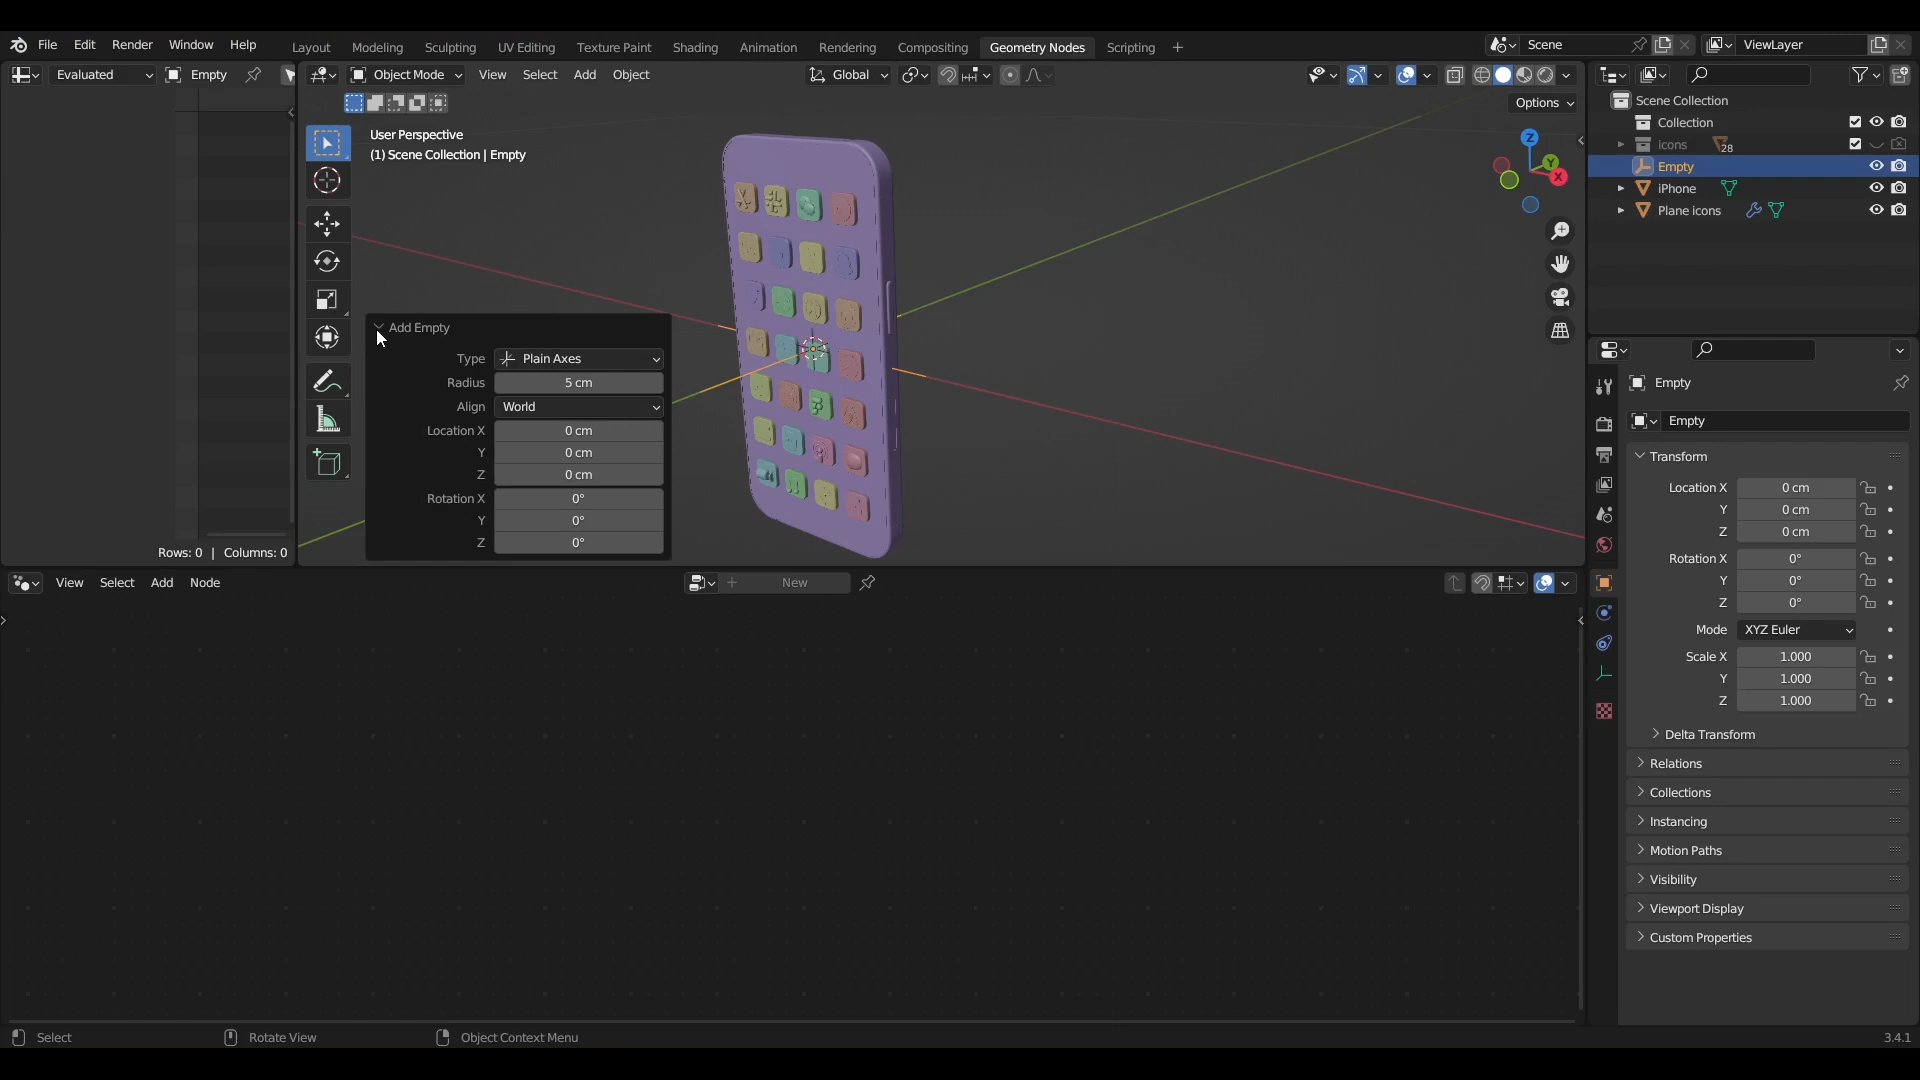 File Edit Render Window Help Layout Modeling Sculpting UV Editing Texture Paint Shading Animation Rendering Compositing Geometry Nodes Scripting + Scene ViewLayer
Evaluated Empty Object Mode View Select Add Object Global
Options
User Perspective
(1) Scene Collection | Empty
Z
Y
X
Scene Collection
Collection
Icons 28
Empty
iPhone
Plane icons
Add Empty
Type Plain Axes
Radius 5 cm
Align World
Location X 0 cm
Y 0 cm
Z 0 cm
Rotation X 0°
Y 0°
Z 0°
Rows: 0 | Columns: 0
View Select Add Node + New
Empty
Empty
Transform
Location X 0 cm
Y 0 cm
Z 0 cm
Rotation X 0°
Y 0°
Z 0°
Mode XYZ Euler
Scale X 1.000
Y 1.000
Z 1.000
Delta Transform
Relations
Collections
Instancing
Motion Paths
Visibility
Viewport Display
Custom Properties
Select Rotate View Object Context Menu 3.4.1